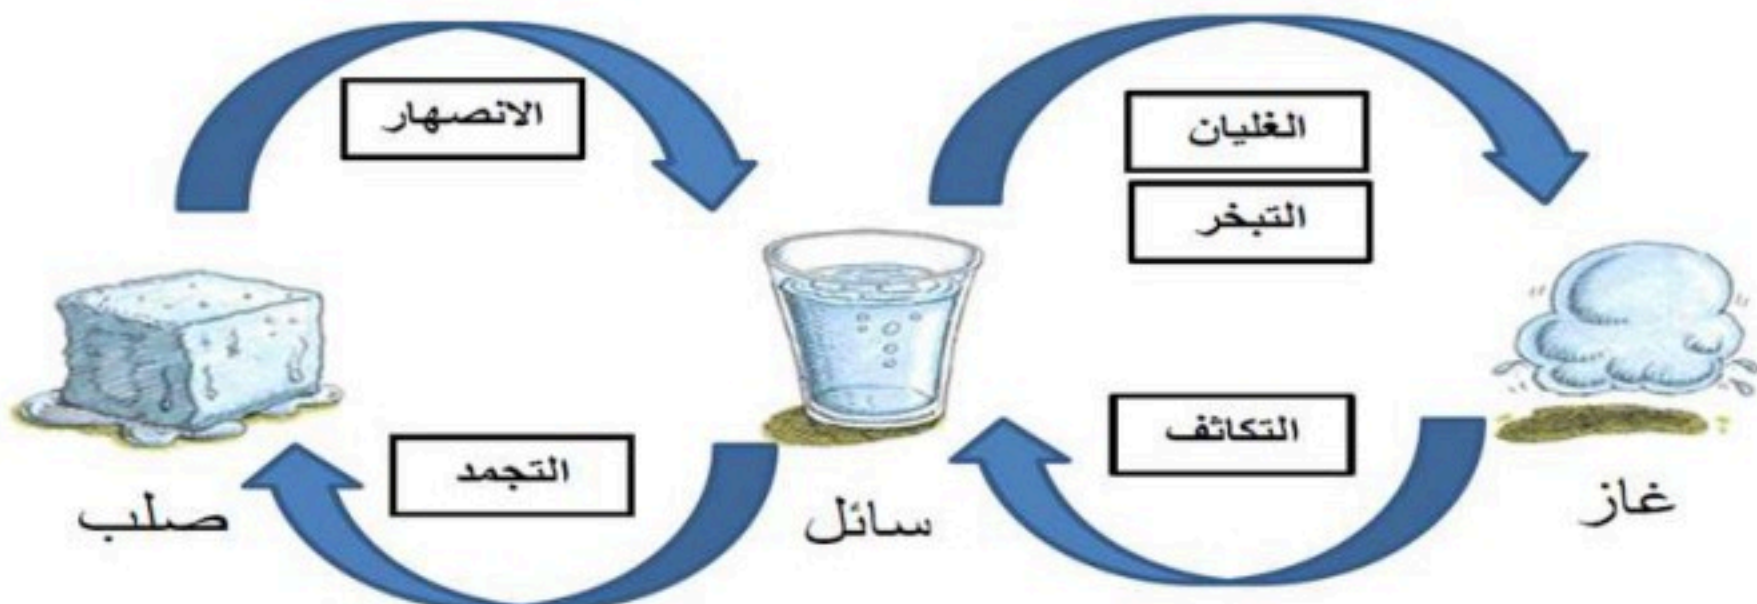 الغليان
الانصهار
التبخر
التكاثف
التجمد
غاز
سائل
صلب